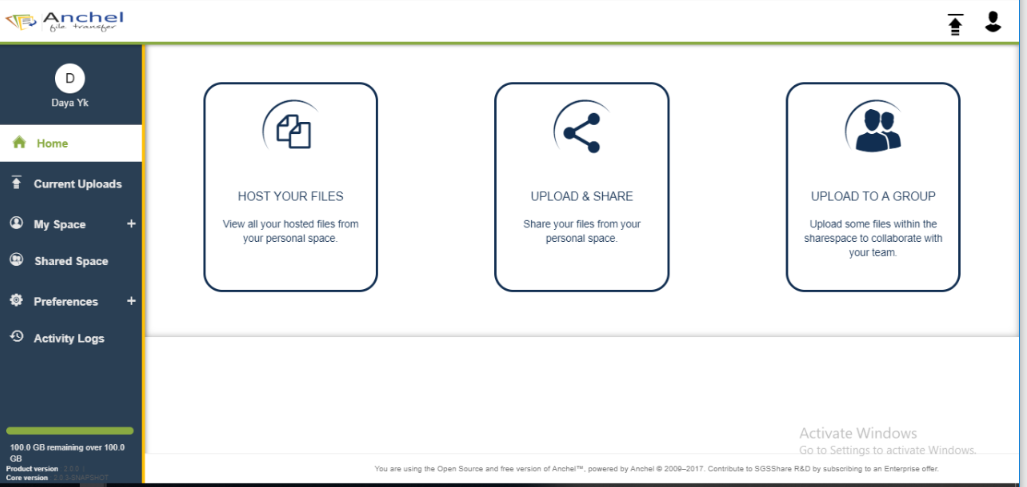 Anchel
file transfer
D
Daya Yk
Home
Current Uploads
My Space +
Shared Space
Preferences +
Activity Logs
100.0 GB remaining over 100.0
GB
Product version
Core version
HOST YOUR FILES
View all your hosted files from
your personal space.
UPLOAD & SHARE
Share your files from your
personal space.
UPLOAD TO A GROUP
Upload some files within the
sharespace to collaborate with
your team.
Activate Windows
Go to Settings to activate Windows.
You are using the Open Source and free version of Anchel™, powered by Anchel © 2009–2017. Contribute to SGSShare R&D by subscribing to an Enterprise offer.